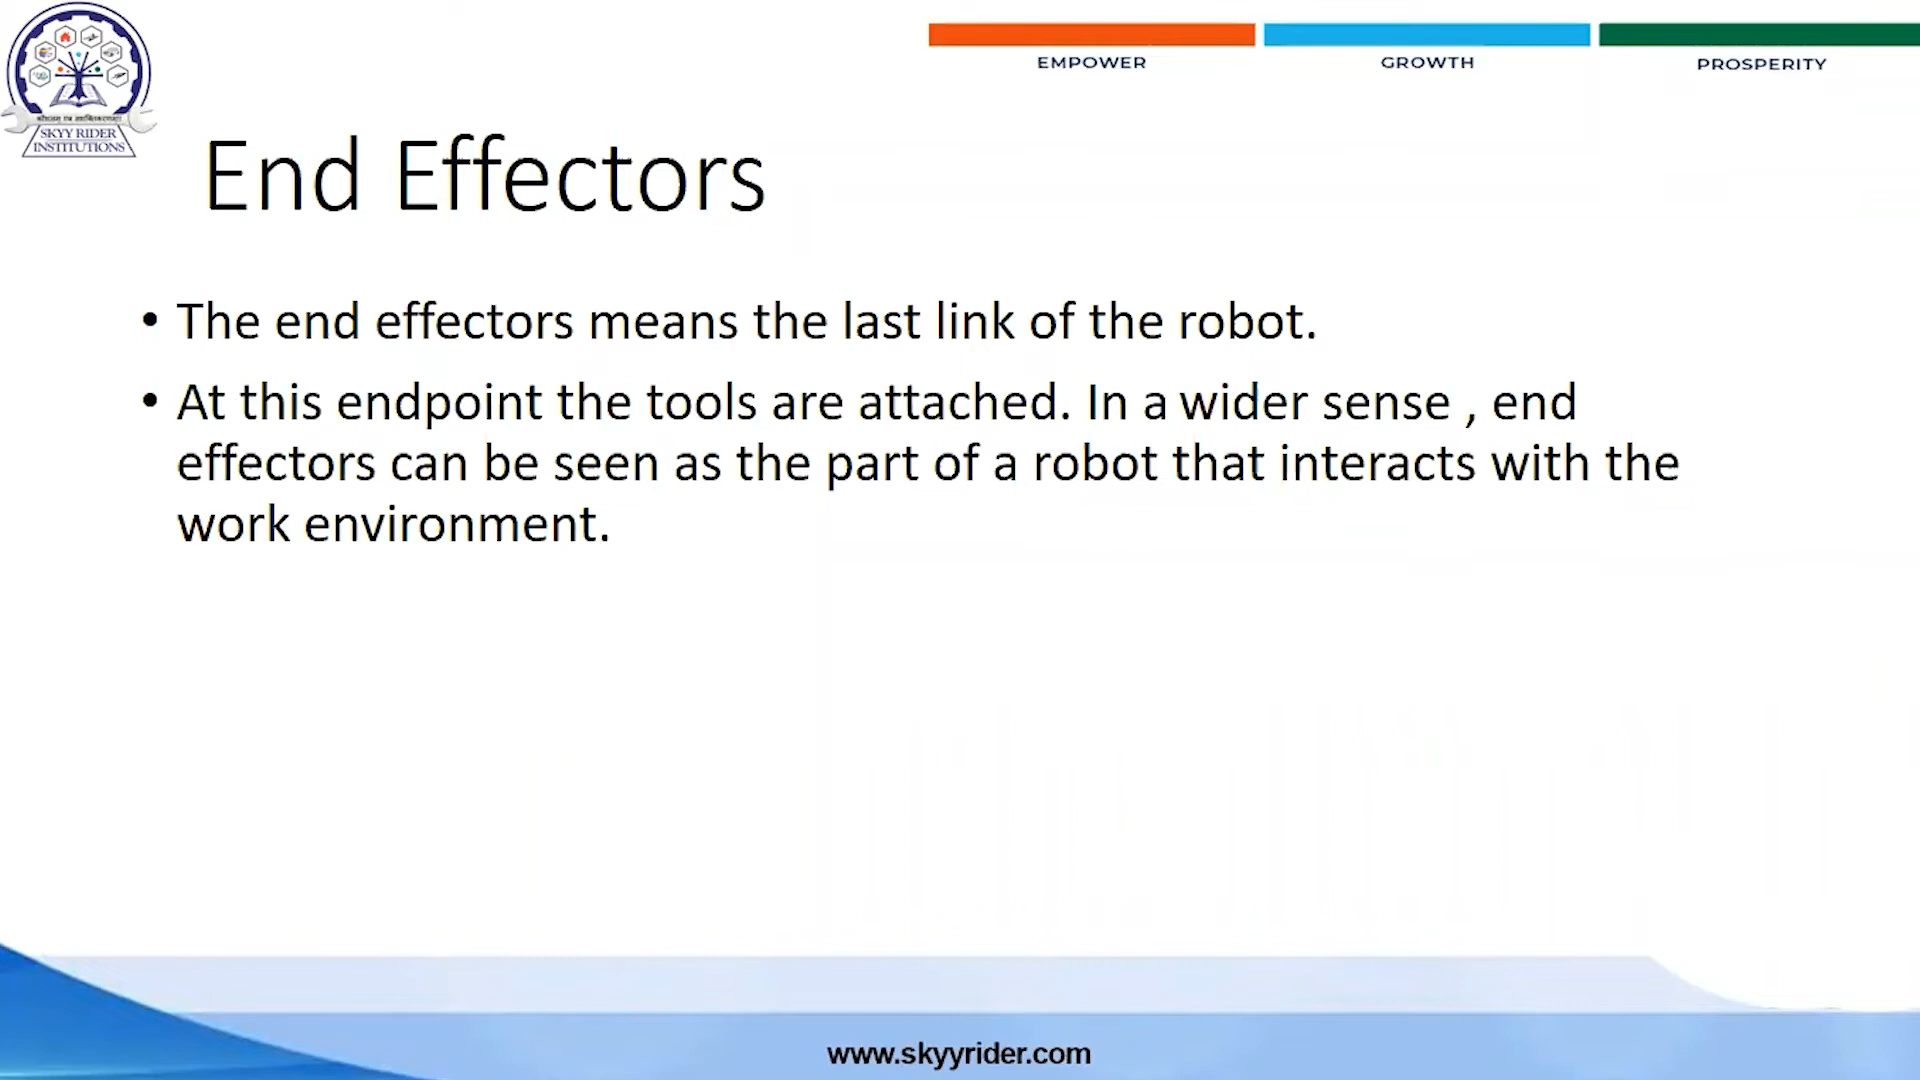 EMPOWER
GROWTH
PROSPERITY
SKYY RIDER
INSTITUTIONS
End Effectors
• The end effectors means the last link of the robot.
• At this endpoint the tools are attached. In a wider sense , end
effectors can be seen as the part of a robot that interacts with the
work environment.
www.skyyrider.com